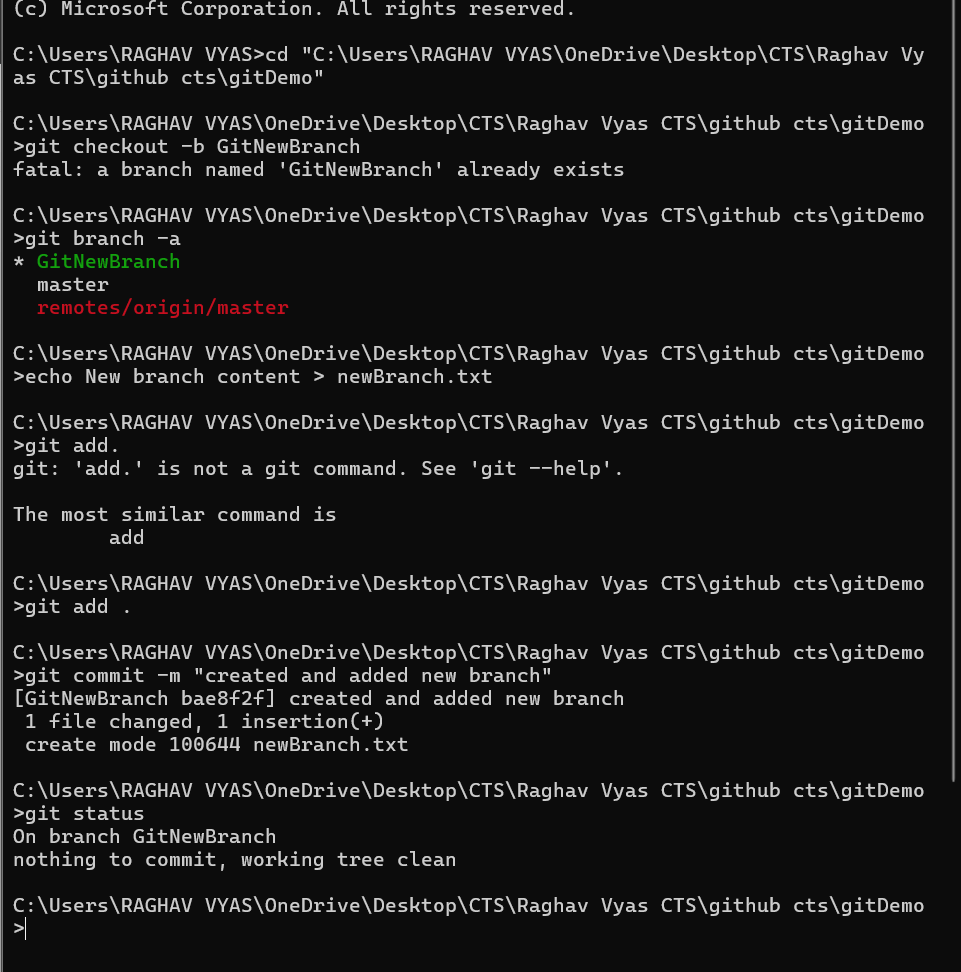 (c) Microsoft Corporation. All rights reserved.
C:\Users\RAGHAV VYAS>cd "C:\Users\RAGHAV VYAS\OneDrive\Desktop\CTS\Raghav Vy
as CTS\github cts\gitDemo"
C:\Users\RAGHAV VYAS\OneDrive\Desktop\CTS\Raghav Vyas CTS\github cts\gitDemo
>git checkout -b GitNewBranch
fatal: a branch named 'GitNewBranch' already exists
C:\Users\RAGHAV VYAS\OneDrive\Desktop\CTS\Raghav Vyas CTS\github cts\gitDemo
>git branch -a
* GitNewBranch
  master
  remotes/origin/master
C:\Users\RAGHAV VYAS\OneDrive\Desktop\CTS\Raghav Vyas CTS\github cts\gitDemo
>echo New branch content > newBranch.txt
C:\Users\RAGHAV VYAS\OneDrive\Desktop\CTS\Raghav Vyas CTS\github cts\gitDemo
>git add.
git: 'add.' is not a git command. See 'git --help'.
The most similar command is
        add
C:\Users\RAGHAV VYAS\OneDrive\Desktop\CTS\Raghav Vyas CTS\github cts\gitDemo
>git add .
C:\Users\RAGHAV VYAS\OneDrive\Desktop\CTS\Raghav Vyas CTS\github cts\gitDemo
>git commit -m "created and added new branch"
[GitNewBranch bae8f2f] created and added new branch
 1 file changed, 1 insertion(+)
 create mode 100644 newBranch.txt
C:\Users\RAGHAV VYAS\OneDrive\Desktop\CTS\Raghav Vyas CTS\github cts\gitDemo
>git status
On branch GitNewBranch
nothing to commit, working tree clean
C:\Users\RAGHAV VYAS\OneDrive\Desktop\CTS\Raghav Vyas CTS\github cts\gitDemo
>